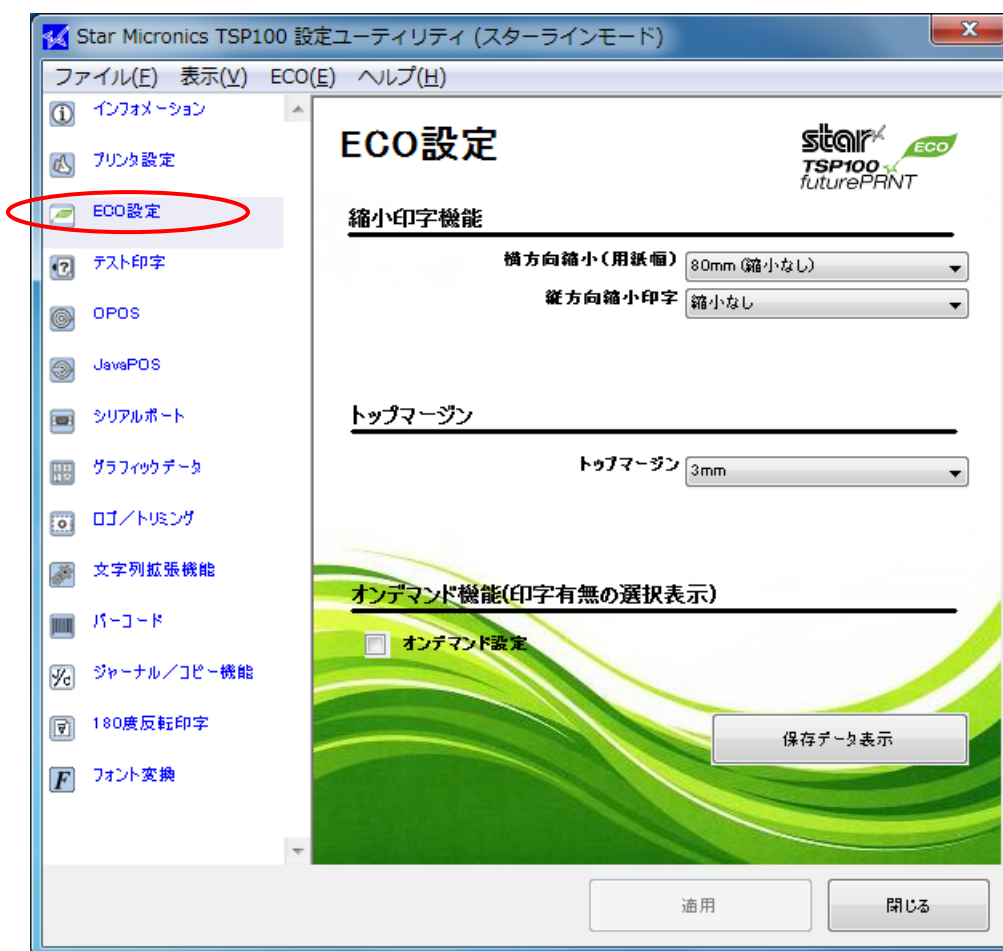 Star Micronics TSP100 設定ユーティリティ (スターラインモード)
ファイル(F) 表示(V) ECO(E) ヘルプ(H)
インフォメーション
プリンタ設定
ECO設定
テスト印字
OPOS
JavaPOS
シリアルポート
グラフィックデータ
ロゴ/トリミング
文字列拡張機能
バーコード
ジャーナル/コピー機能
180度反転印字
フォント変換
ECO設定
star ECO
TSP100
futurePRNT
縮小印字機能
横方向縮小(用紙幅) 80mm (縮小なし)
縦方向縮小印字 縮小なし
トップマージン
トップマージン 3mm
オンデマンド機能(印字有無の選択表示)
オンデマンド設定
保存データ表示
適用 閉じる